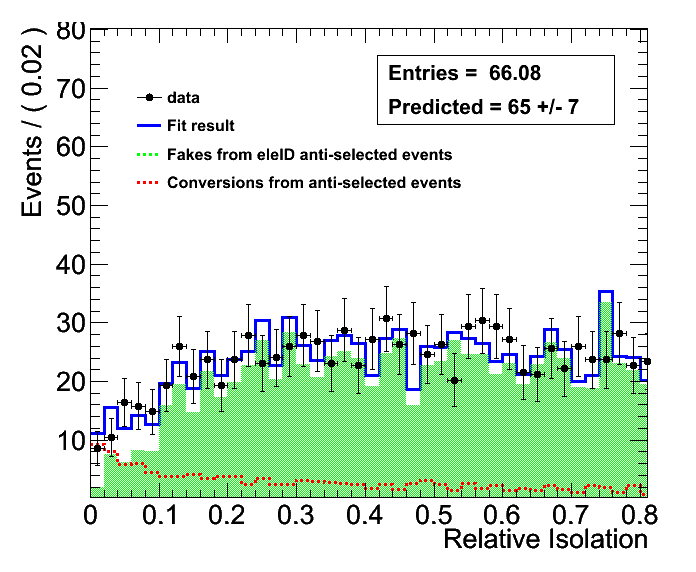 80
70
60
50
40
30
20
10
Events / ( 0.02 )
Entries =  66.08
Predicted = 65 +/- 7
data
Fit result
Fakes from eleID anti-selected events
Conversions from anti-selected events
0 0.1 0.2 0.3 0.4 0.5 0.6 0.7 0.8
Relative Isolation